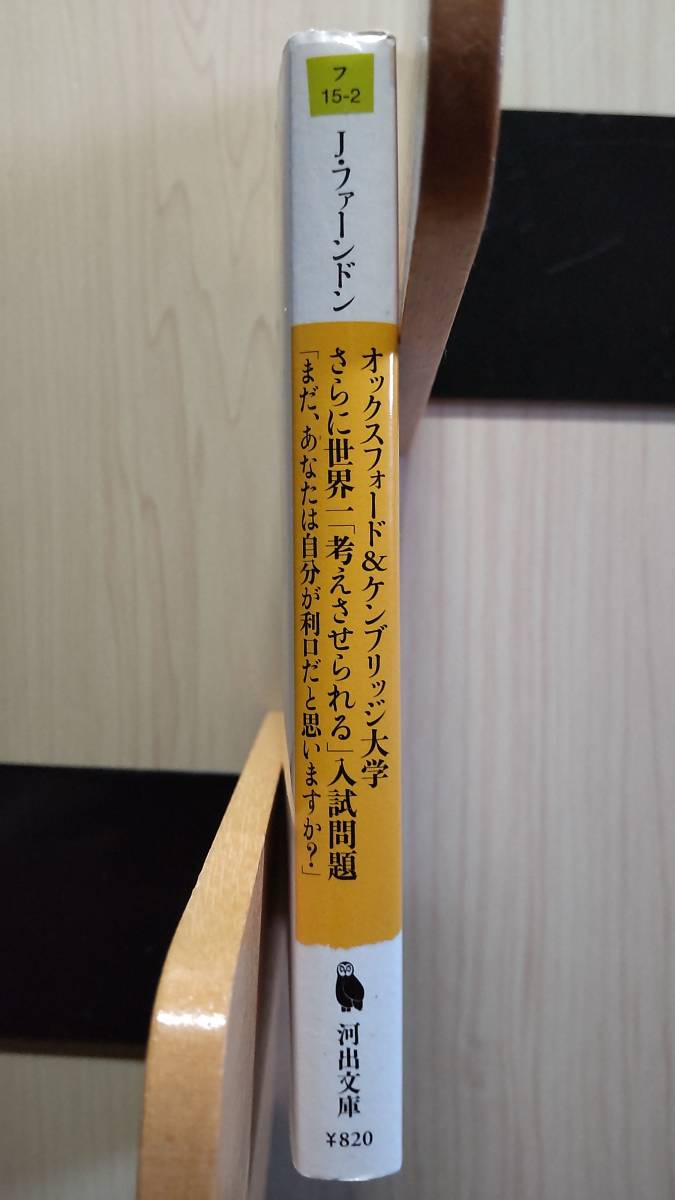 フ
15-2
J・ファーンドン
オックスフォード&ケンブリッジ大学
さらに世界一「考えさせられる」入試問題
「まだ、あなたは自分が利口だと思いますか?」
河出文庫
¥820